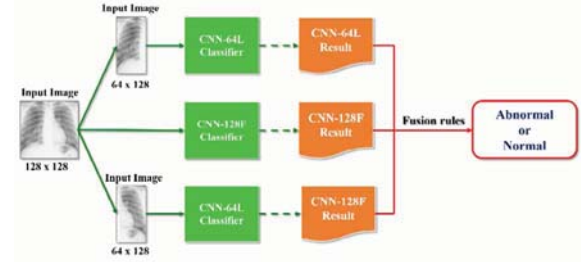 Input Image
64 x 128
CNN-64L
Classifier
CNN-64L
Result
Input Image
128 x 128
CNN-128F
Classifier
CNN-128F
Result
Fusion rules
Abnormal
or
Normal
Input Image
64 x 128
CNN-64L
Classifier
CNN-128F
Result